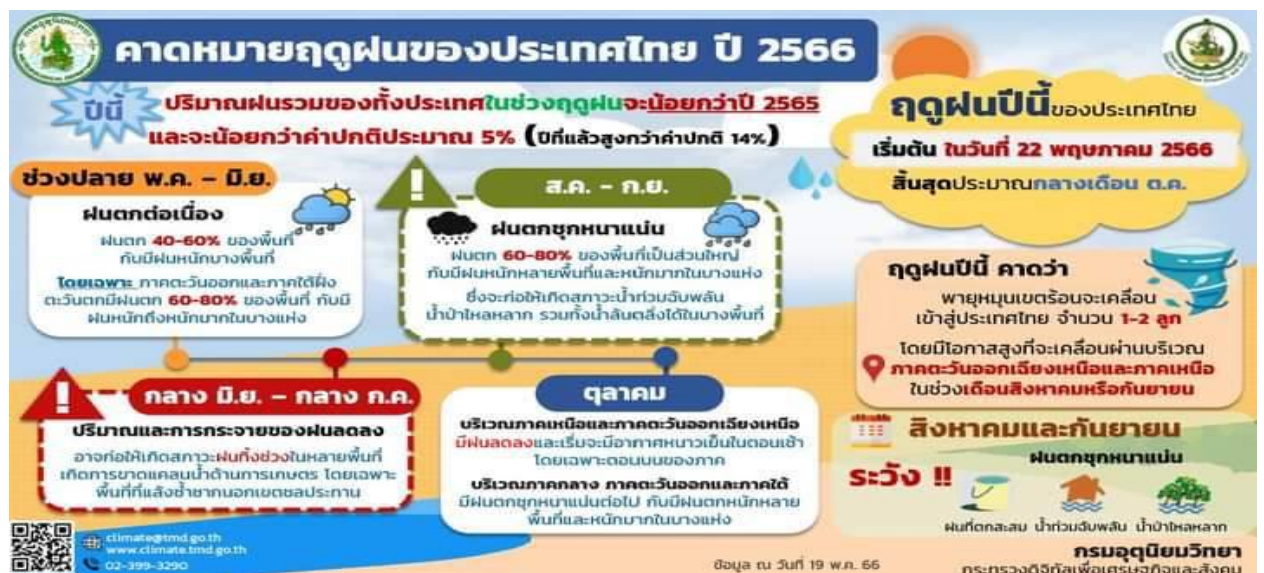 คาดหมายฤดูฝนของประเทศไทย ปี 2566
ปีนี้
ปริมาณฝนรวมของทั้งประเทศในช่วงฤดูฝนจะน้อยกว่าปี 2565
และจะน้อยกว่าค่าปกติประมาณ 5% (ปีที่แล้วสูงกว่าค่าปกติ 14%)
ฤดูฝนปีนี้ของประเทศไทย
เริ่มต้น ในวันที่ 22 พฤษภาคม 2566
สิ้นสุดประมาณกลางเดือน ต.ค.
ช่วงปลาย พ.ค. - มิ.ย.
ฝนตกต่อเนื่อง
ฝนตก 40-60% ของพื้นที่
กับมีฝนหนักบางพื้นที่
โดยเฉพาะ ภาคตะวันออกและภาคใต้ฝั่ง
ตะวันตกมีฝนตก 60-80% ของพื้นที่ กับมี
ฝนหนักถึงหนักมากในบางแห่ง
!
ส.ค. - ก.ย.
ฝนตกชุกหนาแน่น
ฝนตก 60-80% ของพื้นที่เป็นส่วนใหญ่
กับมีฝนหนักหลายพื้นที่และหนักมากในบางแห่ง
ซึ่งจะก่อให้เกิดสภาวะน้ำท่วมฉับพลัน
น้ำป่าไหลหลาก รวมทั้งน้ำล้นตลิ่งได้ในบางพื้นที่
ฤดูฝนปีนี้ คาดว่า
พายุหมุนเขตร้อนจะเคลื่อน
เข้าสู่ประเทศไทย จำนวน 1-2 ลูก
โดยมีโอกาสสูงที่จะเคลื่อนผ่านบริเวณ
ภาคตะวันออกเฉียงเหนือและภาคเหนือ
ในช่วงเดือนสิงหาคมหรือกันยายน
!
กลาง มิ.ย. - กลาง ก.ค.
ปริมาณและการกระจายของฝนลดลง
อาจก่อให้เกิดสภาวะฝนทิ้งช่วงในหลายพื้นที่
เกิดการขาดแคลนน้ำด้านการเกษตร โดยเฉพาะ
พื้นที่ที่แล้งซ้ำซากนอกเขตชลประทาน
ตุลาคม
บริเวณภาคเหนือและภาคตะวันออกเฉียงเหนือ
มีฝนลดลงและเริ่มจะมีอากาศหนาวเย็นในตอนเช้า
โดยเฉพาะตอนบนของภาค
บริเวณภาคกลาง ภาคตะวันออกและภาคใต้
มีฝนตกชุกหนาแน่นต่อไป กับมีฝนตกหนักหลาย
พื้นที่และหนักมากในบางแห่ง
สิงหาคมและกันยายน
ฝนตกชุกหนาแน่น
ระวัง !!
ฝนที่ตกสะสม น้ำท่วมฉับพลัน น้ำป่าไหลหลาก
climate@tmd.go.th
www.climate.tmd.go.th
02-399-3290
ข้อมูล ณ วันที่ 19 พ.ค. 66
กรมอุตุนิยมวิทยา
กระทรวงดิจิทัลเพื่อเศรษฐกิจและสังคม